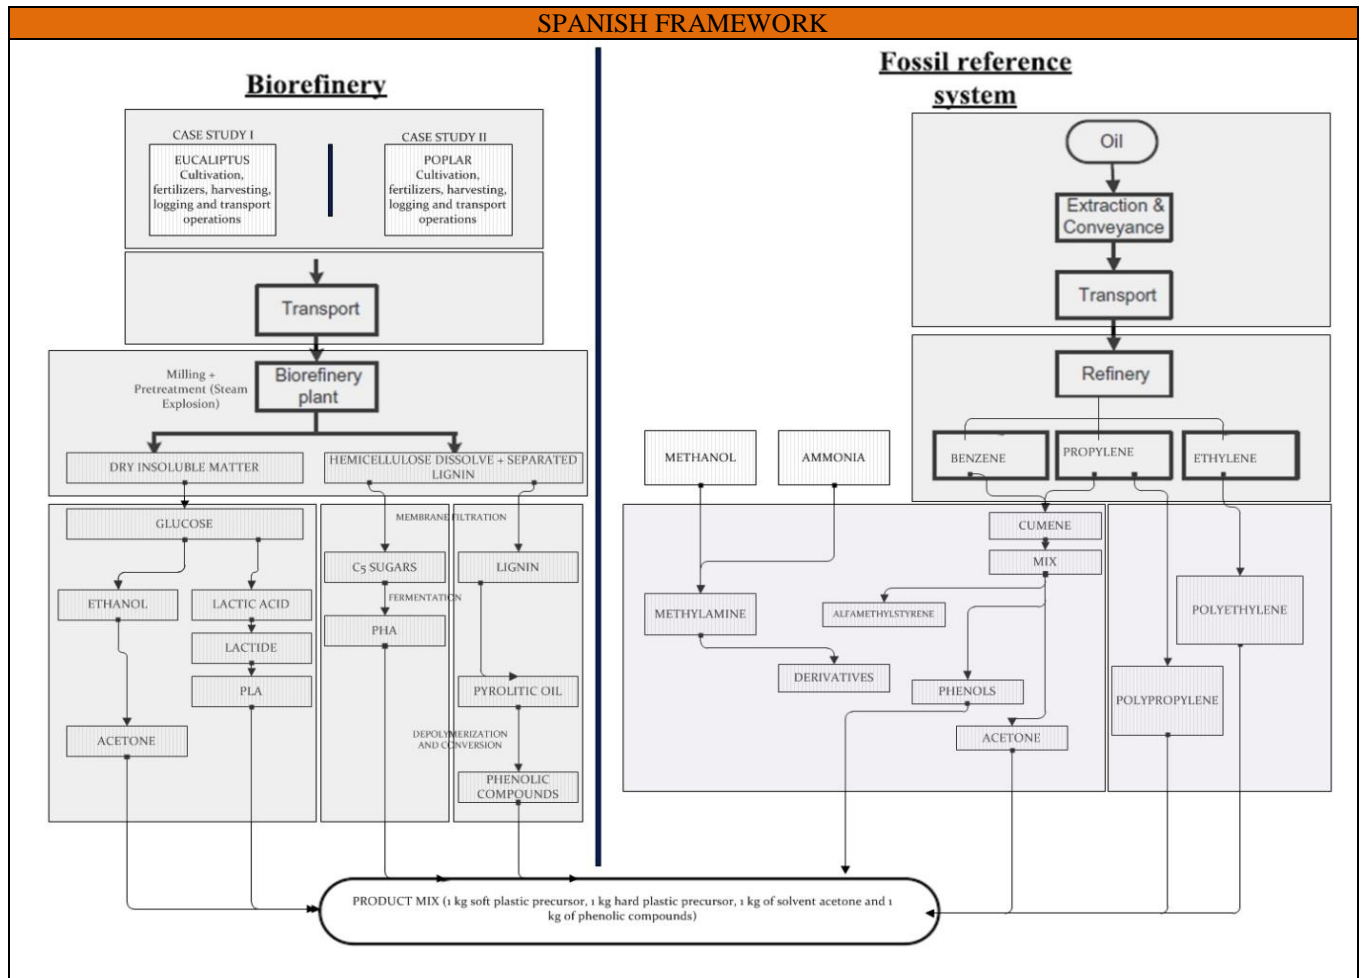 SPANISH FRAMEWORK
Biorefinery
CASE STUDY I
EUCALIPTUS
Cultivation,
fertilizers, harvesting,
logging and transport
operations
CASE STUDY II
POPLAR
Cultivation,
fertilizers, harvesting,
logging and transport
operations
Transport
Milling +
Pretreatment (Steam
Explosion)
Biorefinery
plant
DRY INSOLUBLE MATTER
HEMICELLULOSE DISSOLVE + SEPARATED
LIGNIN
GLUCOSE
MEMBRANE FILTRATION
C5 SUGARS
LIGNIN
FERMENTATION
ETHANOL
LACTIC ACID
LACTIDE
PLA
PHA
PYROLITIC OIL
ACETONE
DEPOLYMERIZATION
AND CONVERSION
PHENOLIC
COMPOUNDS
Fossil reference
system
Oil
Extraction &
Conveyance
Transport
Refinery
METHANOL
AMMONIA
BENZENE
PROPYLENE
ETHYLENE
CUMENE
MIX
METHYLAMINE
ALFAMETHYLSTYRENE
POLYETHYLENE
DERIVATIVES
PHENOLS
POLYPROPYLENE
ACETONE
PRODUCT MIX (1 kg soft plastic precursor, 1 kg hard plastic precursor, 1 kg of solvent acetone and 1
kg of phenolic compounds)